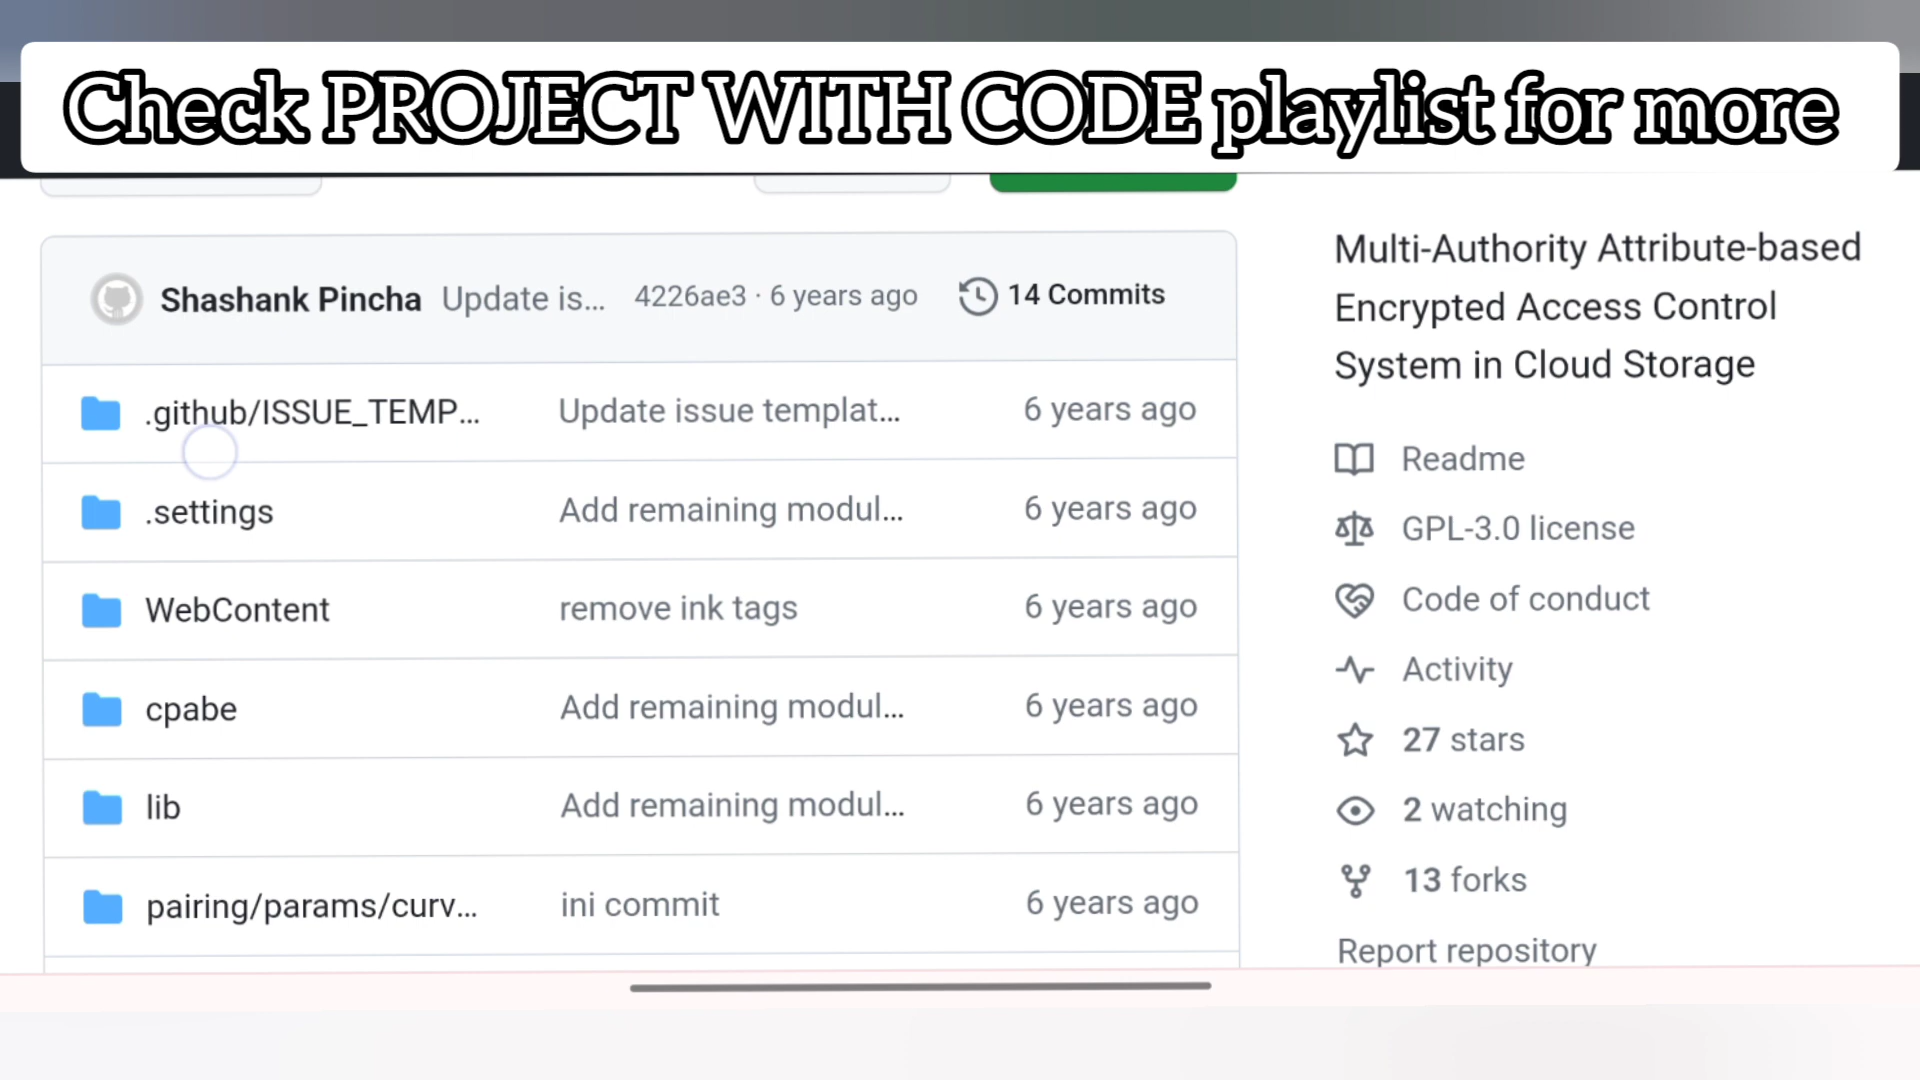 Check PROJECT WITH CODE playlist for more
Shashank Pincha Update is... 4226ae3 · 6 years ago 14 Commits
.github/ISSUE_TEMP... Update issue templat... 6 years ago
.settings Add remaining modul... 6 years ago
WebContent remove ink tags 6 years ago
cpabe Add remaining modul... 6 years ago
lib Add remaining modul... 6 years ago
pairing/params/curv... ini commit 6 years ago
Multi-Authority Attribute-based
Encrypted Access Control
System in Cloud Storage
Readme
GPL-3.0 license
Code of conduct
Activity
27 stars
2 watching
13 forks
Report repository